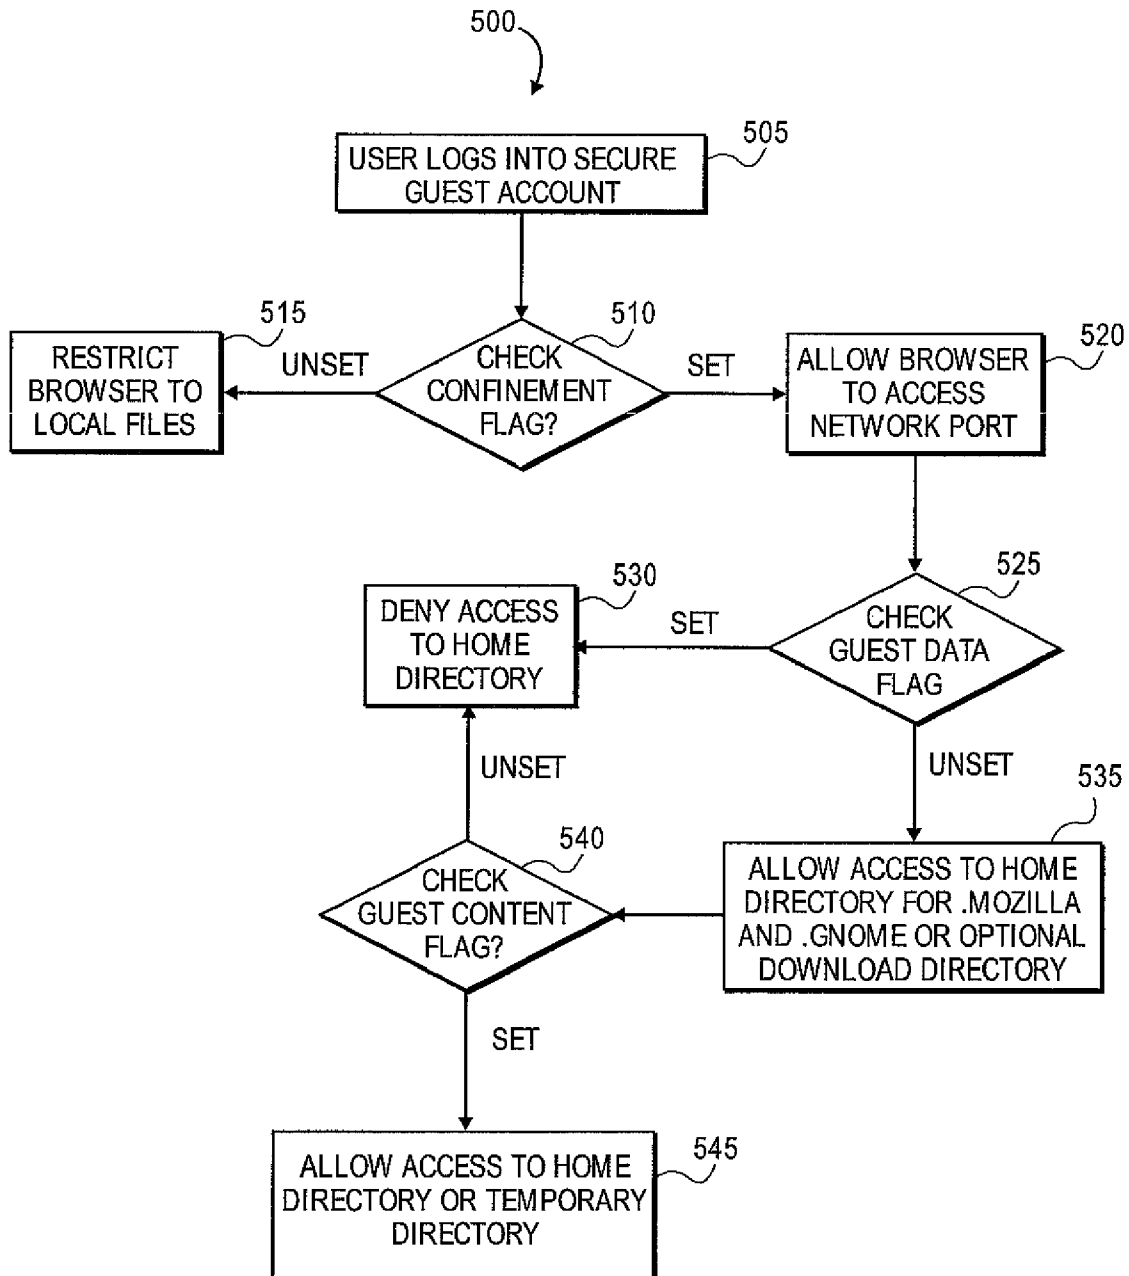 500
505
USER LOGS INTO SECURE
GUEST ACCOUNT
515
510
520
RESTRICT
BROWSER TO
LOCAL FILES
UNSET
CHECK
CONFINEMENT
FLAG?
SET
ALLOW BROWSER
TO ACCESS
NETWORK PORT
530
525
DENY ACCESS
TO HOME
DIRECTORY
SET
CHECK
GUEST DATA
FLAG
UNSET
UNSET
535
540
CHECK
GUEST CONTENT
FLAG?
ALLOW ACCESS TO HOME
DIRECTORY FOR .MOZILLA
AND .GNOME OR OPTIONAL
DOWNLOAD DIRECTORY
SET
545
ALLOW ACCESS TO HOME
DIRECTORY OR TEMPORARY
DIRECTORY